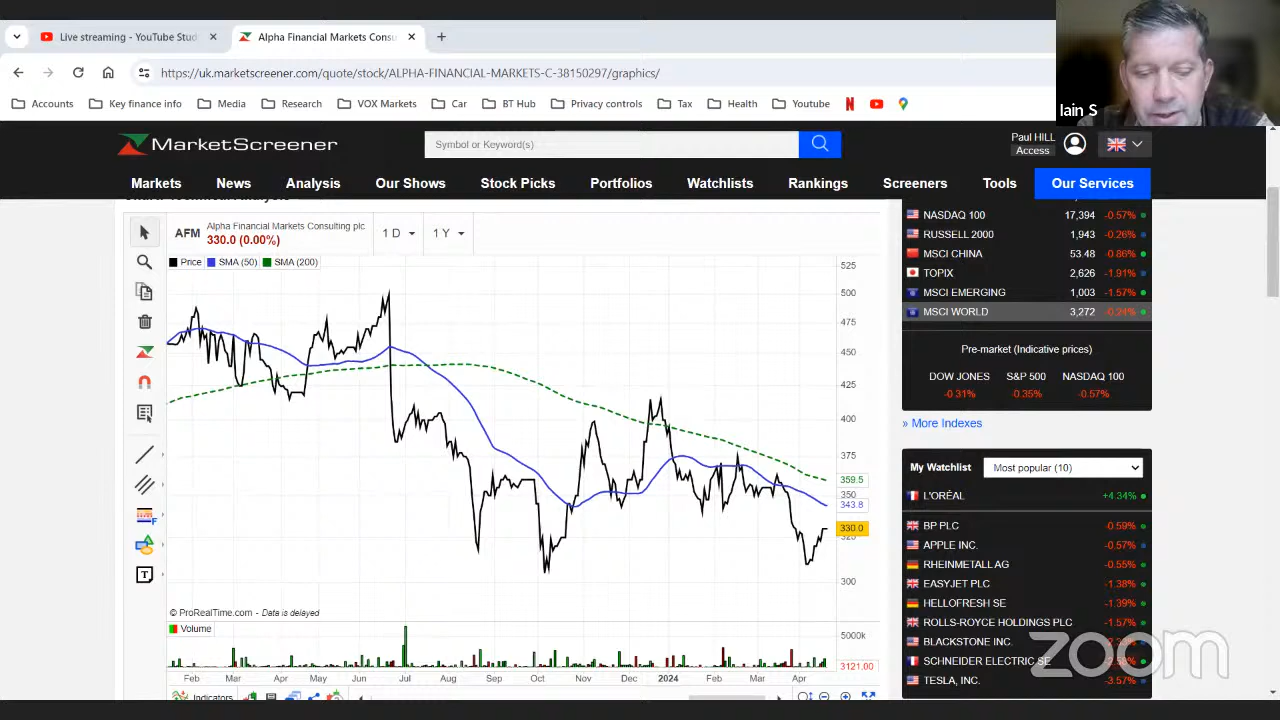 Live streaming - YouTube Stud
Alpha Financial Markets Consu
https://uk.marketscreener.com/quote/stock/ALPHA-FINANCIAL-MARKETS-C-38150297/graphics/
Accounts
Key finance info
Media
Research
VOX Markets
Car
BT Hub
Privacy controls
Tax
Health
Youtube
Iain S
MarketScreener
Symbol or Keyword(s)
Paul HILL
Access
Markets
News
Analysis
Our Shows
Stock Picks
Portfolios
Watchlists
Rankings
Screeners
Tools
Our Services
AFM
Alpha Financial Markets Consulting plc
330.0 (0.00%)
1 D
1 Y
Price
SMA (50)
SMA (200)
525
500
475
450
425
400
375
359.5
350
343.8
330.0
325
300
© ProRealTime.com - Data is delayed
Volume
5000k
3121.00
Feb Mar Apr May Jun Jul Aug Sep Oct Nov Dec 2024 Feb Mar Apr
Indicators
NASDAQ 100 17,394 -0.57%
RUSSELL 2000 1,943 -0.26%
MSCI CHINA 53.48 -0.86%
TOPIX 2,626 -1.91%
MSCI EMERGING 1,003 -1.57%
MSCI WORLD 3,272 -0.24%
Pre-market (Indicative prices)
DOW JONES S&P 500 NASDAQ 100
-0.31% -0.35% -0.57%
» More Indexes
My Watchlist
Most popular (10)
L'ORÉAL +4.34%
BP PLC -0.59%
APPLE INC. -0.57%
RHEINMETALL AG -0.55%
EASYJET PLC -1.38%
HELLOFRESH SE -1.39%
ROLLS-ROYCE HOLDINGS PLC -1.57%
BLACKSTONE INC.
SCHNEIDER ELECTRIC SE
TESLA, INC. -3.57%
zoom